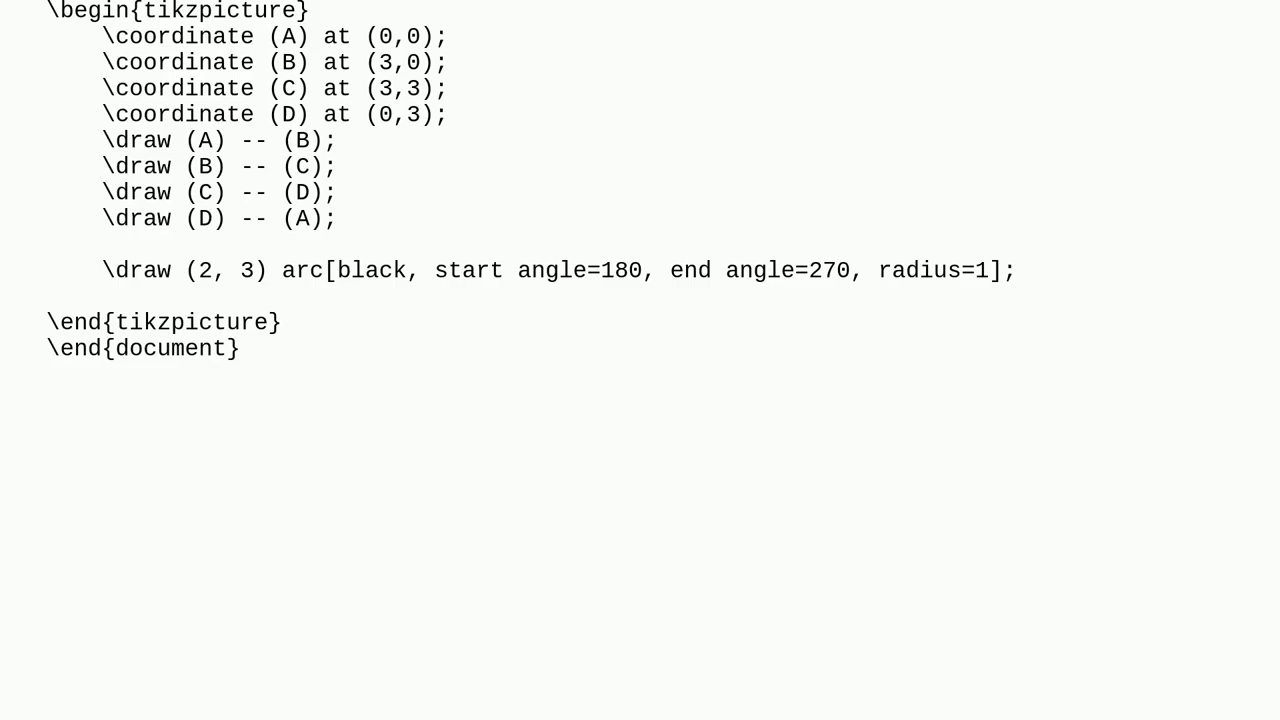 \begin{tikzpicture}
    \coordinate (A) at (0,0);
    \coordinate (B) at (3,0);
    \coordinate (C) at (3,3);
    \coordinate (D) at (0,3);
    \draw (A) -- (B);
    \draw (B) -- (C);
    \draw (C) -- (D);
    \draw (D) -- (A);

    \draw (2, 3) arc[black, start angle=180, end angle=270, radius=1];

\end{tikzpicture}
\end{document}